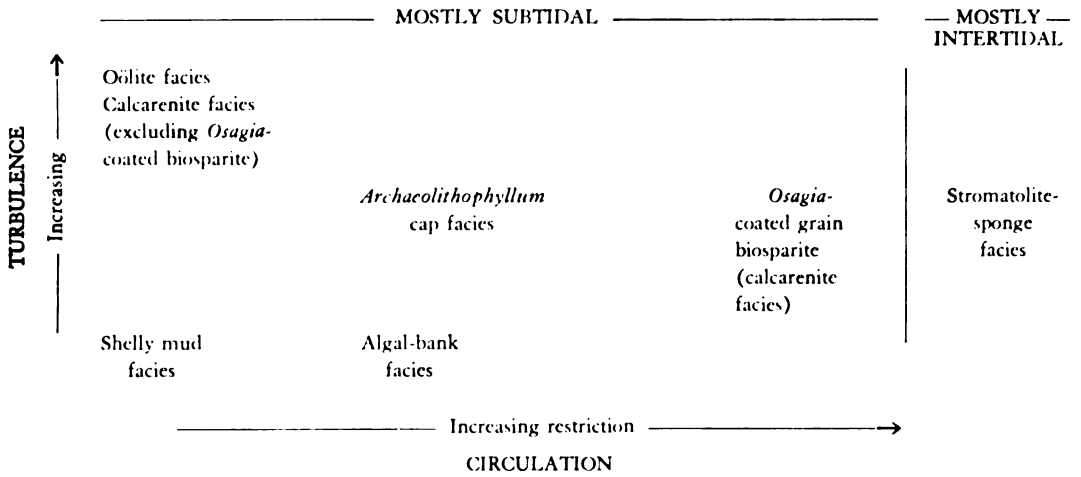 MOSTLY SUBTIDAL
MOSTLY
INTERTIDAL
TURBULENCE
Increasing
Oölite facies
Calcarenite facies
(excluding Osagia-
coated biosparite)
Archaeolithophyllum
cap facies
Osagia-
coated grain
biosparite
(calcarenite
facies)
Stromatolite-
sponge
facies
Shelly mud
facies
Algal-bank
facies
Increasing restriction
CIRCULATION